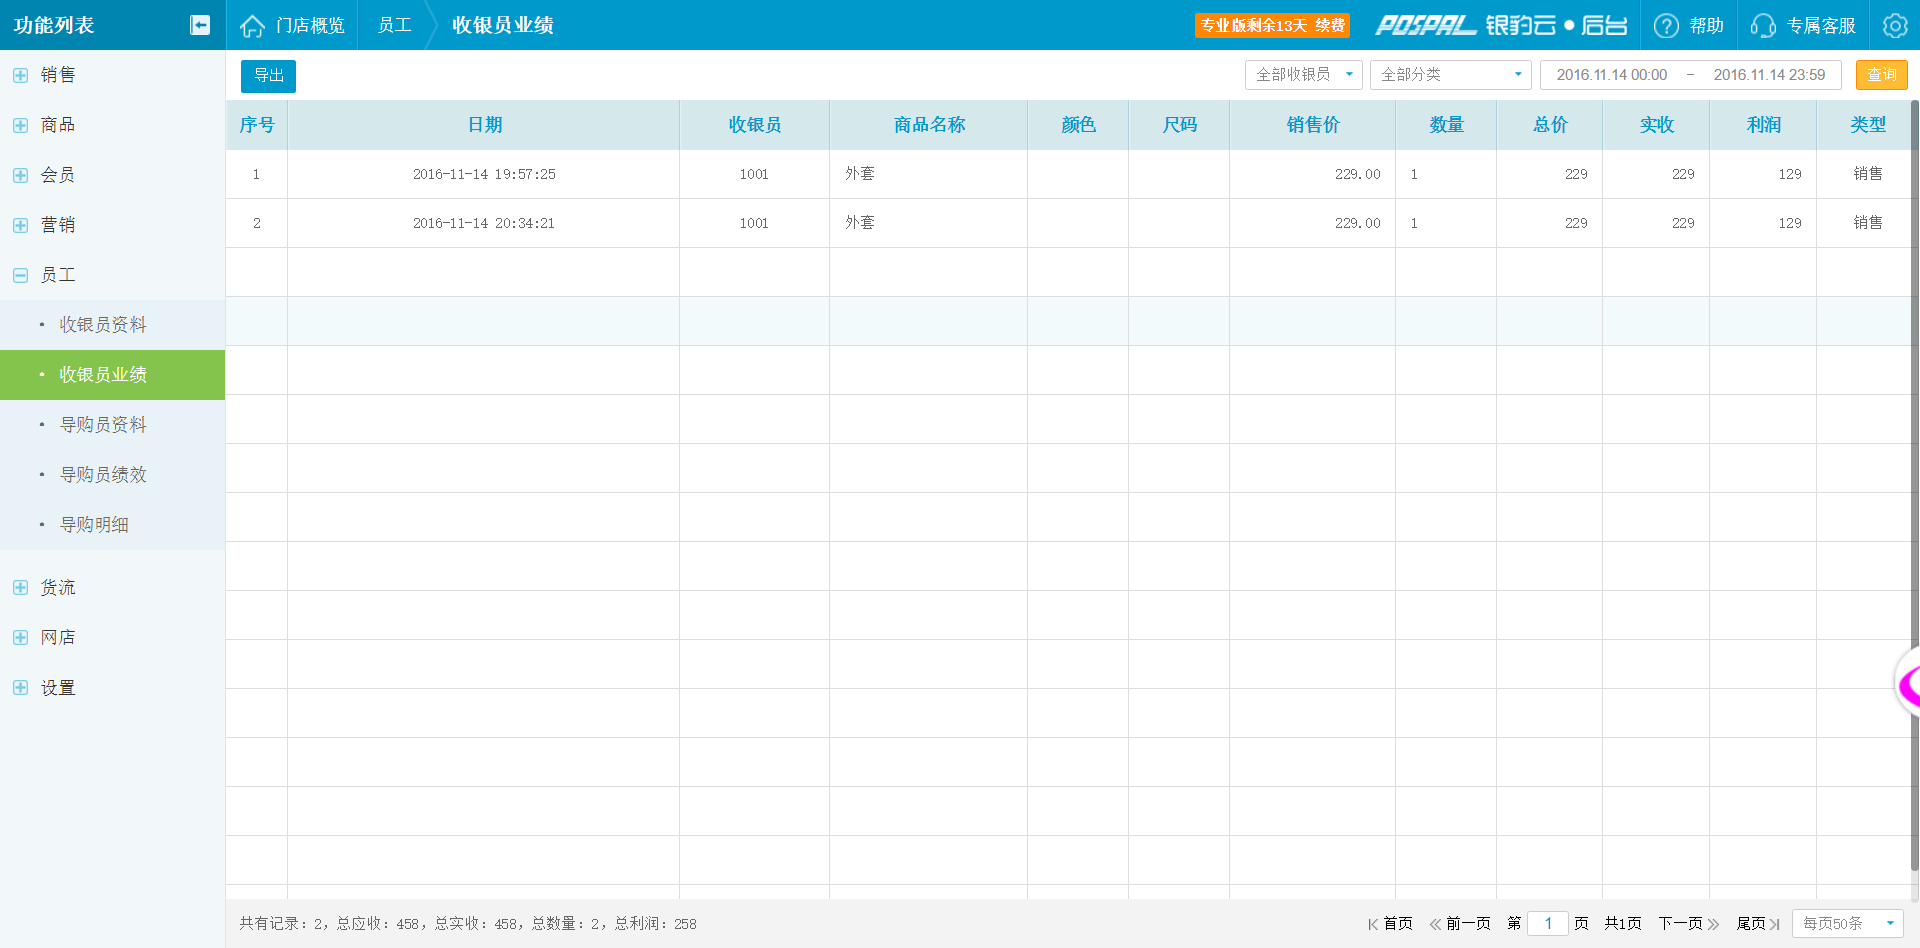 功能列表 门店概览 员工 收银员业绩 专业版剩余13天 续费 POSPAL 银豹云●后台 帮助 专属客服
导出 全部收银员 全部分类 2016.11.14 00:00 － 2016.11.14 23:59 查询
销售
商品
会员
营销
员工
• 收银员资料
• 收银员业绩
• 导购员资料
• 导购员绩效
• 导购明细
货流
网店
设置
序号 日期 收银员 商品名称 颜色 尺码 销售价 数量 总价 实收 利润 类型
1 2016-11-14 19:57:25 1001 外套 229.00 1 229 229 129 销售
2 2016-11-14 20:34:21 1001 外套 229.00 1 229 229 129 销售
共有记录：2，总应收：458，总实收：458，总数量：2，总利润：258 首页 前一页 第 1 页 共1页 下一页 尾页 每页50条